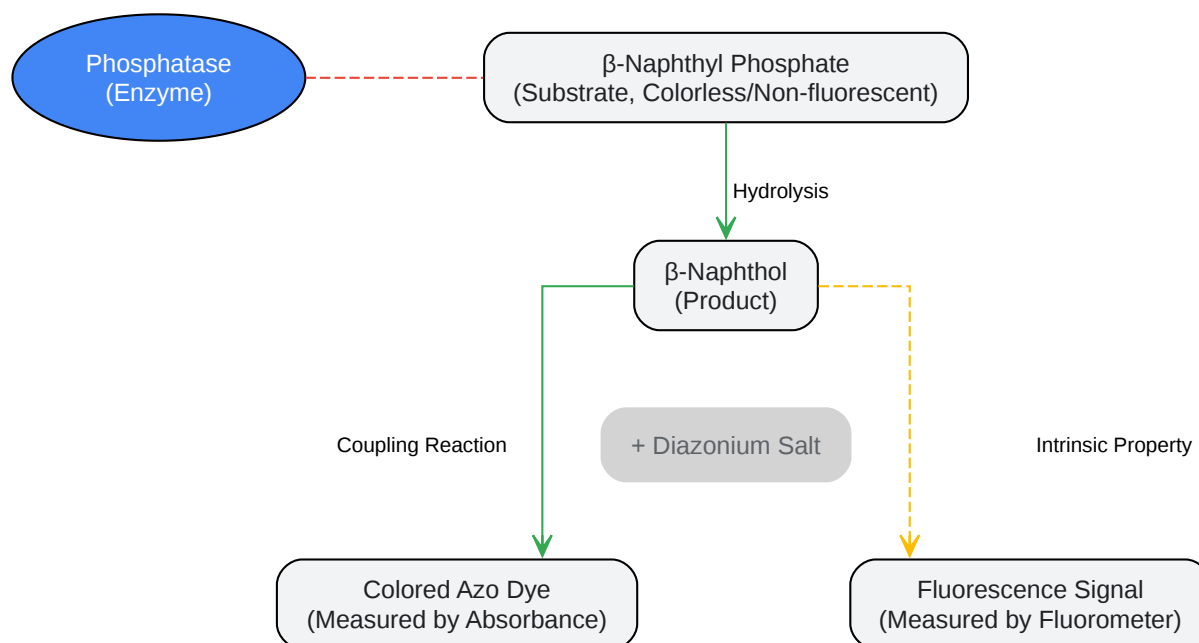 Phosphatase
(Enzyme)
β-Naphthyl Phosphate
(Substrate, Colorless/Non-fluorescent)
Hydrolysis
β-Naphthol
(Product)
Coupling Reaction
+ Diazonium Salt
Intrinsic Property
Colored Azo Dye
(Measured by Absorbance)
Fluorescence Signal
(Measured by Fluorometer)